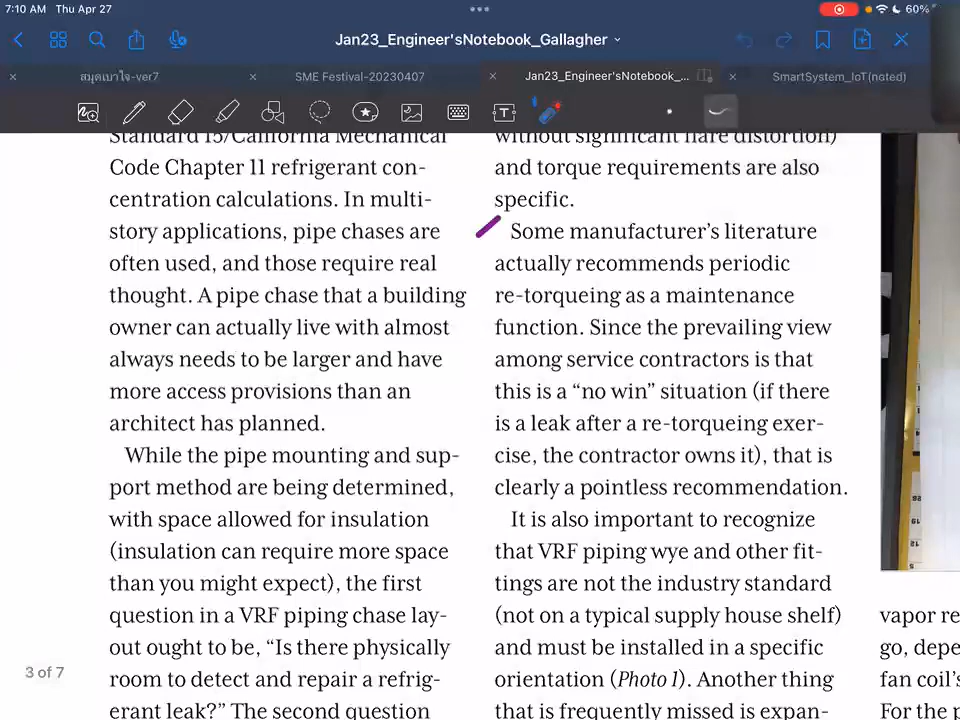 7:10 AM Thu Apr 27
60%
Jan23_Engineer'sNotebook_Gallagher
สมุดเบาใจ-ver7
SME Festival-20230407
Jan23_Engineer'sNotebook_...
SmartSystem_IoT(noted)
Standard 15/California Mechanical
Code Chapter 11 refrigerant con-
centration calculations. In multi-
story applications, pipe chases are
often used, and those require real
thought. A pipe chase that a building
owner can actually live with almost
always needs to be larger and have
more access provisions than an
architect has planned.
While the pipe mounting and sup-
port method are being determined,
with space allowed for insulation
(insulation can require more space
than you might expect), the first
question in a VRF piping chase lay-
out ought to be, “Is there physically
room to detect and repair a refrig-
erant leak?” The second question
without significant flare distortion)
and torque requirements are also
specific.
Some manufacturer’s literature
actually recommends periodic
re-torqueing as a maintenance
function. Since the prevailing view
among service contractors is that
this is a “no win” situation (if there
is a leak after a re-torqueing exer-
cise, the contractor owns it), that is
clearly a pointless recommendation.
It is also important to recognize
that VRF piping wye and other fit-
tings are not the industry standard
(not on a typical supply house shelf)
and must be installed in a specific
orientation (Photo 1). Another thing
that is frequently missed is expan-
vapor re
go, depe
fan coil’s
For the p
3 of 7